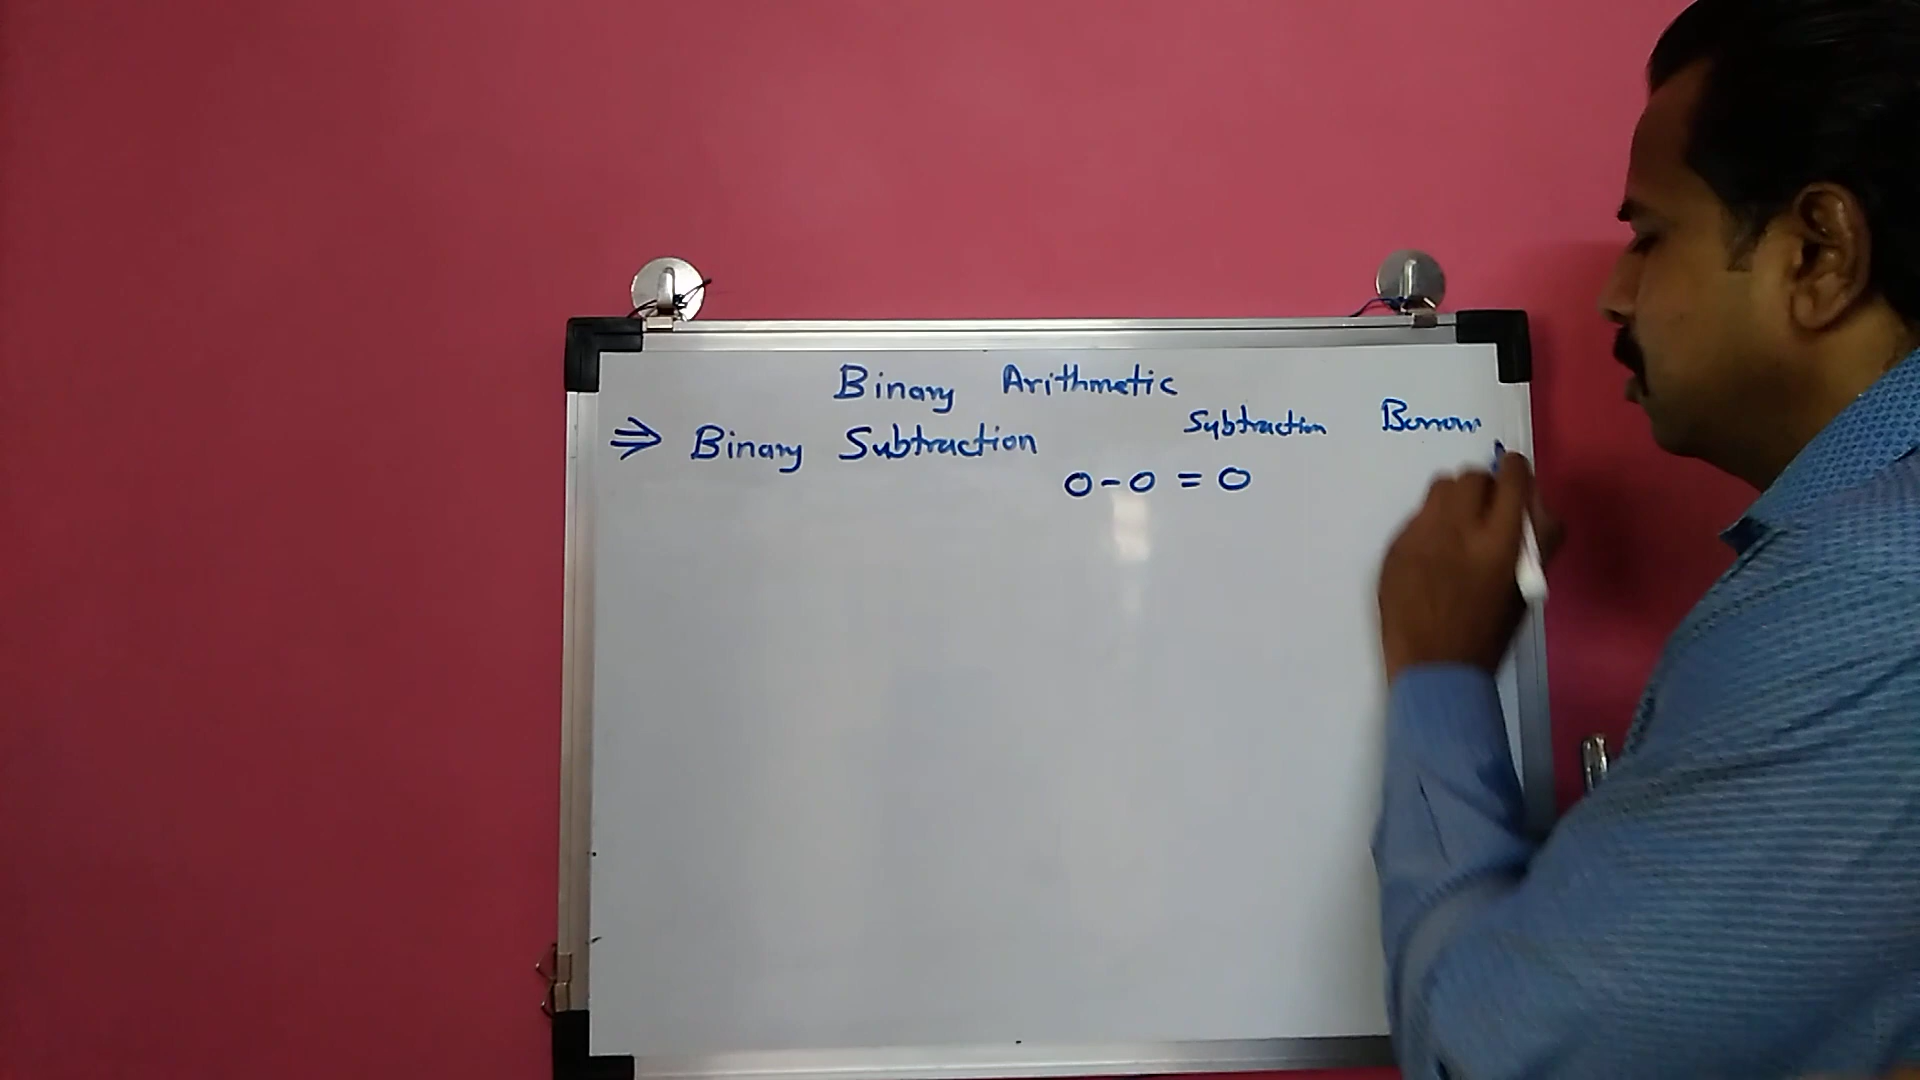 Binary Arithmetic
⇒ Binary Subtraction
Subtraction Borrow
0 - 0 = 0